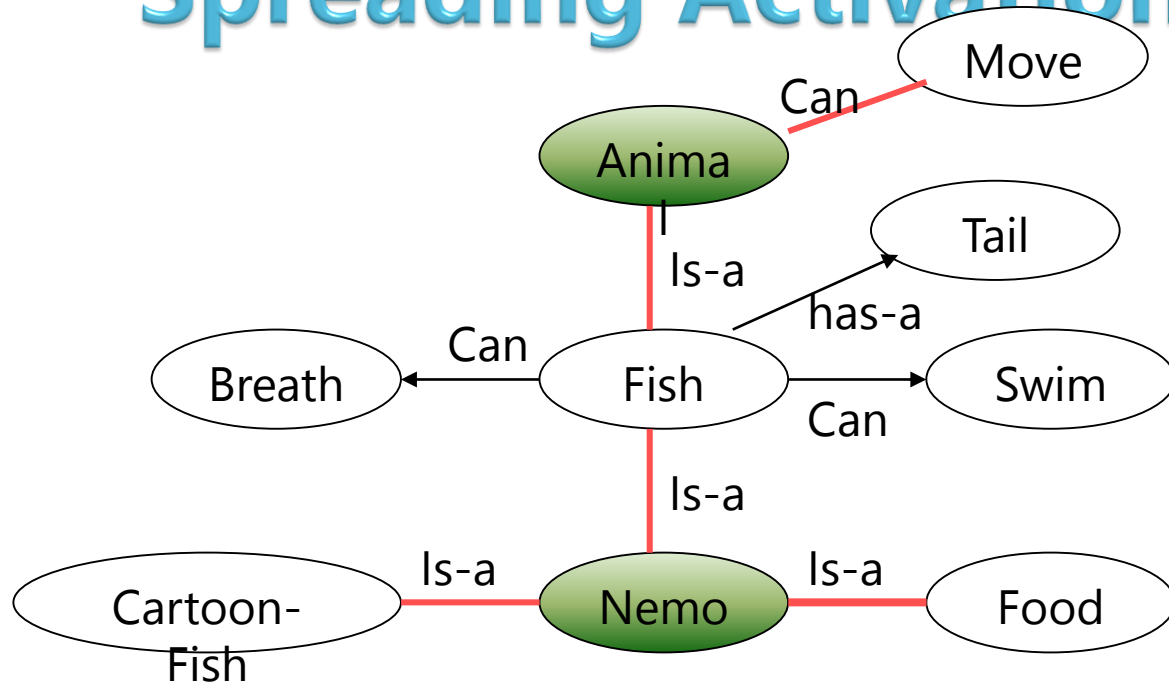 Spreading Activation
Move
Can
Anima
l
Tail
Is-a
has-a
Can
Breath
Fish
Swim
Can
Is-a
Is-a
Is-a
Cartoon-
Fish
Nemo
Food